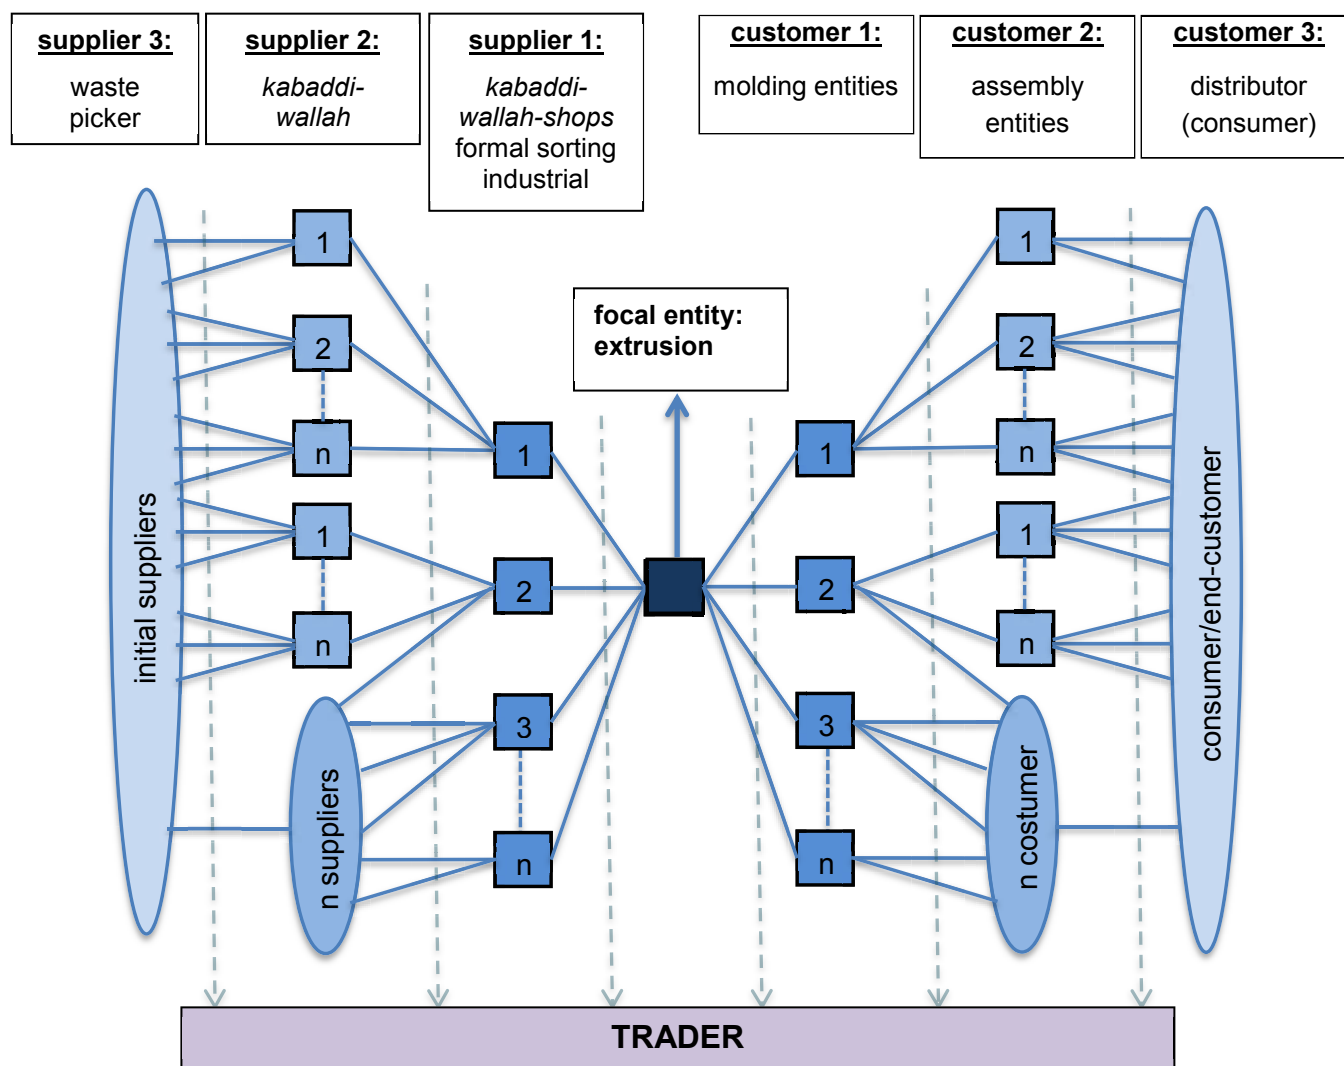 supplier 3:
waste
picker
supplier 2:
kabaddi-
wallah
supplier 1:
kabaddi-
wallah-shops
formal sorting
industrial
customer 1:
molding entities
customer 2:
assembly
entities
customer 3:
distributor
(consumer)
focal entity:
extrusion
initial suppliers
1
2
n
1
n
n suppliers
1
2
3
n
1
2
3
n
1
2
n
1
n
n costumer
consumer/end-customer
TRADER